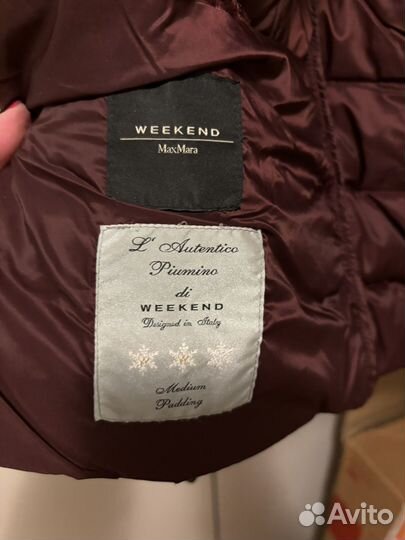 WEEKEND
MaxMara
L' Autentico
Piumino
di
WEEKEND
Designed in Italy
Medium
Padding
Avito